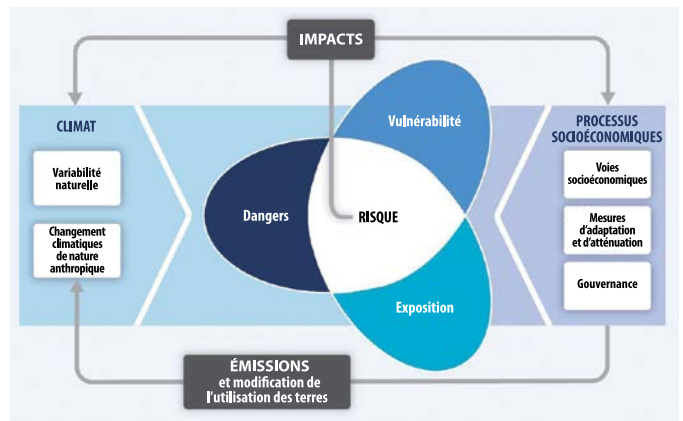 IMPACTS
CLIMAT
Variabilité
naturelle
Changement
climatiques
de nature
anthropique
Vulnérabilité
Dangers
RISQUE
Exposition
PROCESSUS
SOCIOÉCONOMIQUES
Voies
socioéconomiques
Mesures
d'adaptation
et d'atténuation
Gouvernance
ÉMISSIONS
et modification de
l'utilisation des terres